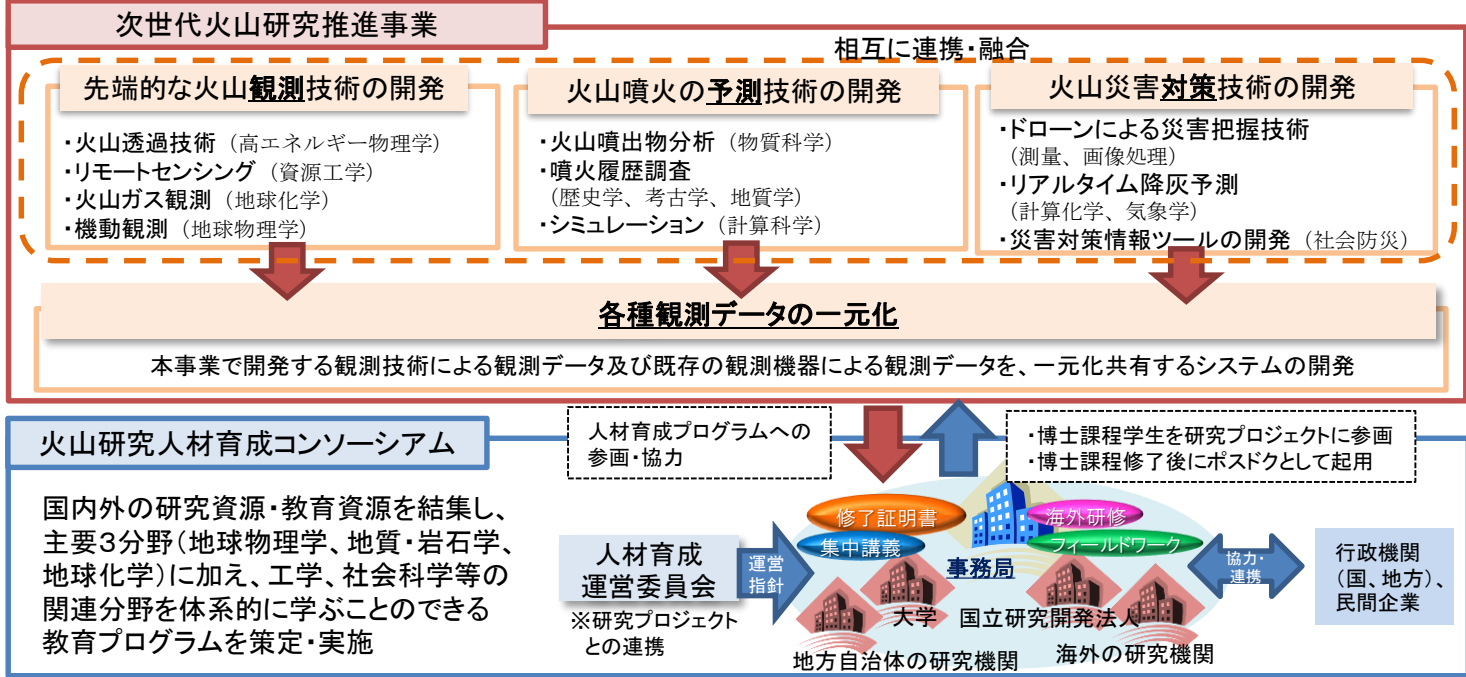 次世代火山研究推進事業
相互に連携・融合
先端的な火山観測技術の開発
・火山透過技術（高エネルギー物理学）
・リモートセンシング（資源工学）
・火山ガス観測（地球化学）
・機動観測（地球物理学）
火山噴火の予測技術の開発
・火山噴出物分析（物質科学）
・噴火履歴調査
（歴史学、考古学、地質学）
・シミュレーション（計算科学）
火山災害対策技術の開発
・ドローンによる災害把握技術
（測量、画像処理）
・リアルタイム降灰予測
（計算化学、気象学）
・災害対策情報ツールの開発（社会防災）
各種観測データの一元化
本事業で開発する観測技術による観測データ及び既存の観測機器による観測データを、一元化共有するシステムの開発
火山研究人材育成コンソーシアム
人材育成プログラムへの
参画・協力
・博士課程学生を研究プロジェクトに参画
・博士課程修了後にポスドクとして起用
国内外の研究資源・教育資源を結集し、
主要３分野（地球物理学、地質・岩石学、
地球化学）に加え、工学、社会科学等の
関連分野を体系的に学ぶことのできる
教育プログラムを策定・実施
人材育成
運営委員会
※研究プロジェクト
との連携
運営
指針
修了証明書
集中講義
海外研修
フィールドワーク
事務局
大学
国立研究開発法人
地方自治体の研究機関
海外の研究機関
協力・
連携
行政機関
（国、地方）、
民間企業